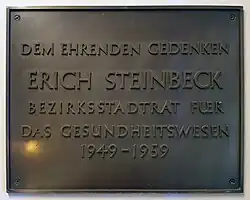 DEM EHRENDEN GEDENKEN
ERICH STEINBECK
BEZIRKSSTADTRAT FUER
DAS GESUNDHEITSWESEN
1949-1959